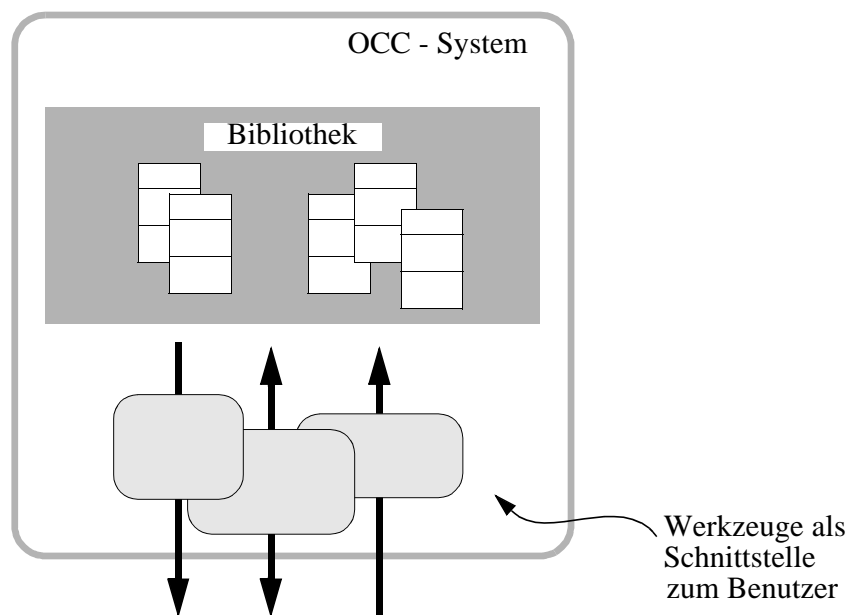 OCC - System
Bibliothek
Werkzeuge als
Schnittstelle
zum Benutzer